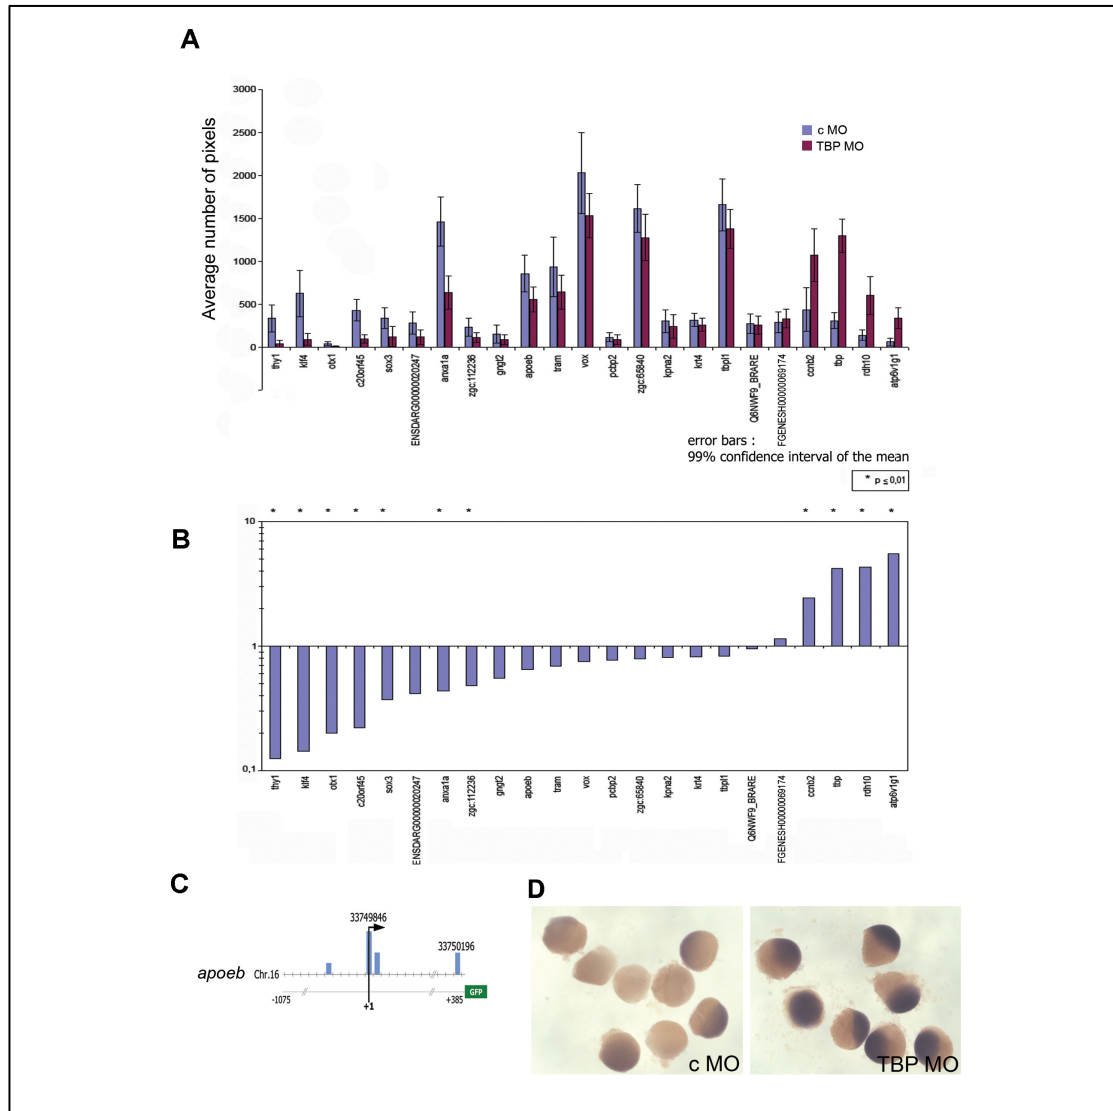 A
Average number of pixels
3000
2500
2000
1500
1000
500
0
c MO
TBP MO
thy1
klf4
otx1
c20orf45
sox3
ENSDARG00000020247
anxa1a
zgc:112236
gngt2
apoeb
tram
vox
pcbp2
zgc:65840
kpna2
krt4
tbpl1
Q6NWF9_BRARE
FGENESH00000069174
ccnb2
tbp
rdh10
atp6v1g1
error bars :
99% confidence interval of the mean
* p ≤ 0,01
B
* * * * * * * * * * *
10
1
0,1
thy1
klf4
otx1
c20orf45
sox3
ENSDARG00000020247
anxa1a
zgc:112236
gngt2
apoeb
tram
vox
pcbp2
zgc:65840
kpna2
krt4
tbpl1
Q6NWF9_BRARE
FGENESH00000069174
ccnb2
tbp
rdh10
atp6v1g1
C
33749846
33750196
apoeb Chr.16
-1075 // // +385 GFP
+1
D
c MO
TBP MO